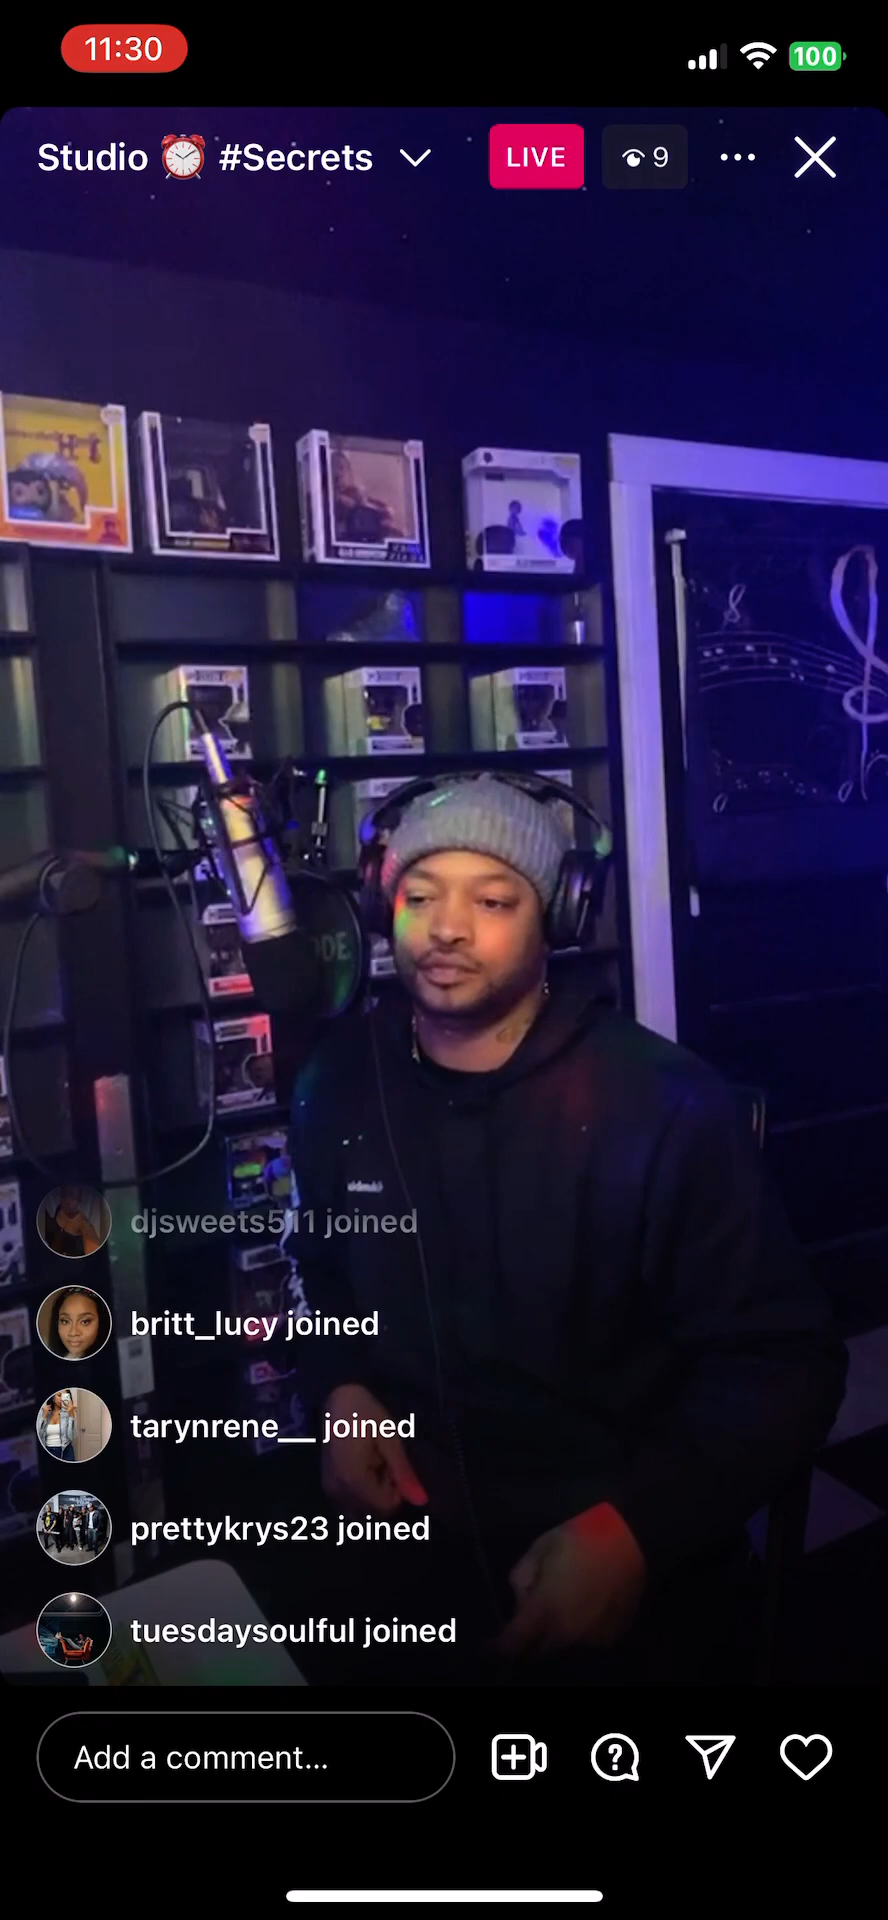 11:30
100
Studio ⏰ #Secrets
LIVE
9
djsweets511 joined
britt_lucy joined
tarynrene__ joined
prettykrys23 joined
tuesdaysoulful joined
Add a comment...